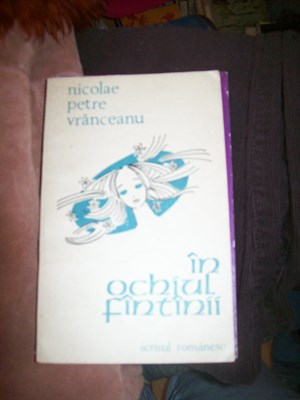 nicolae
petre
vrânceanu
în
ochiul
fîntînii
scrisul românesc